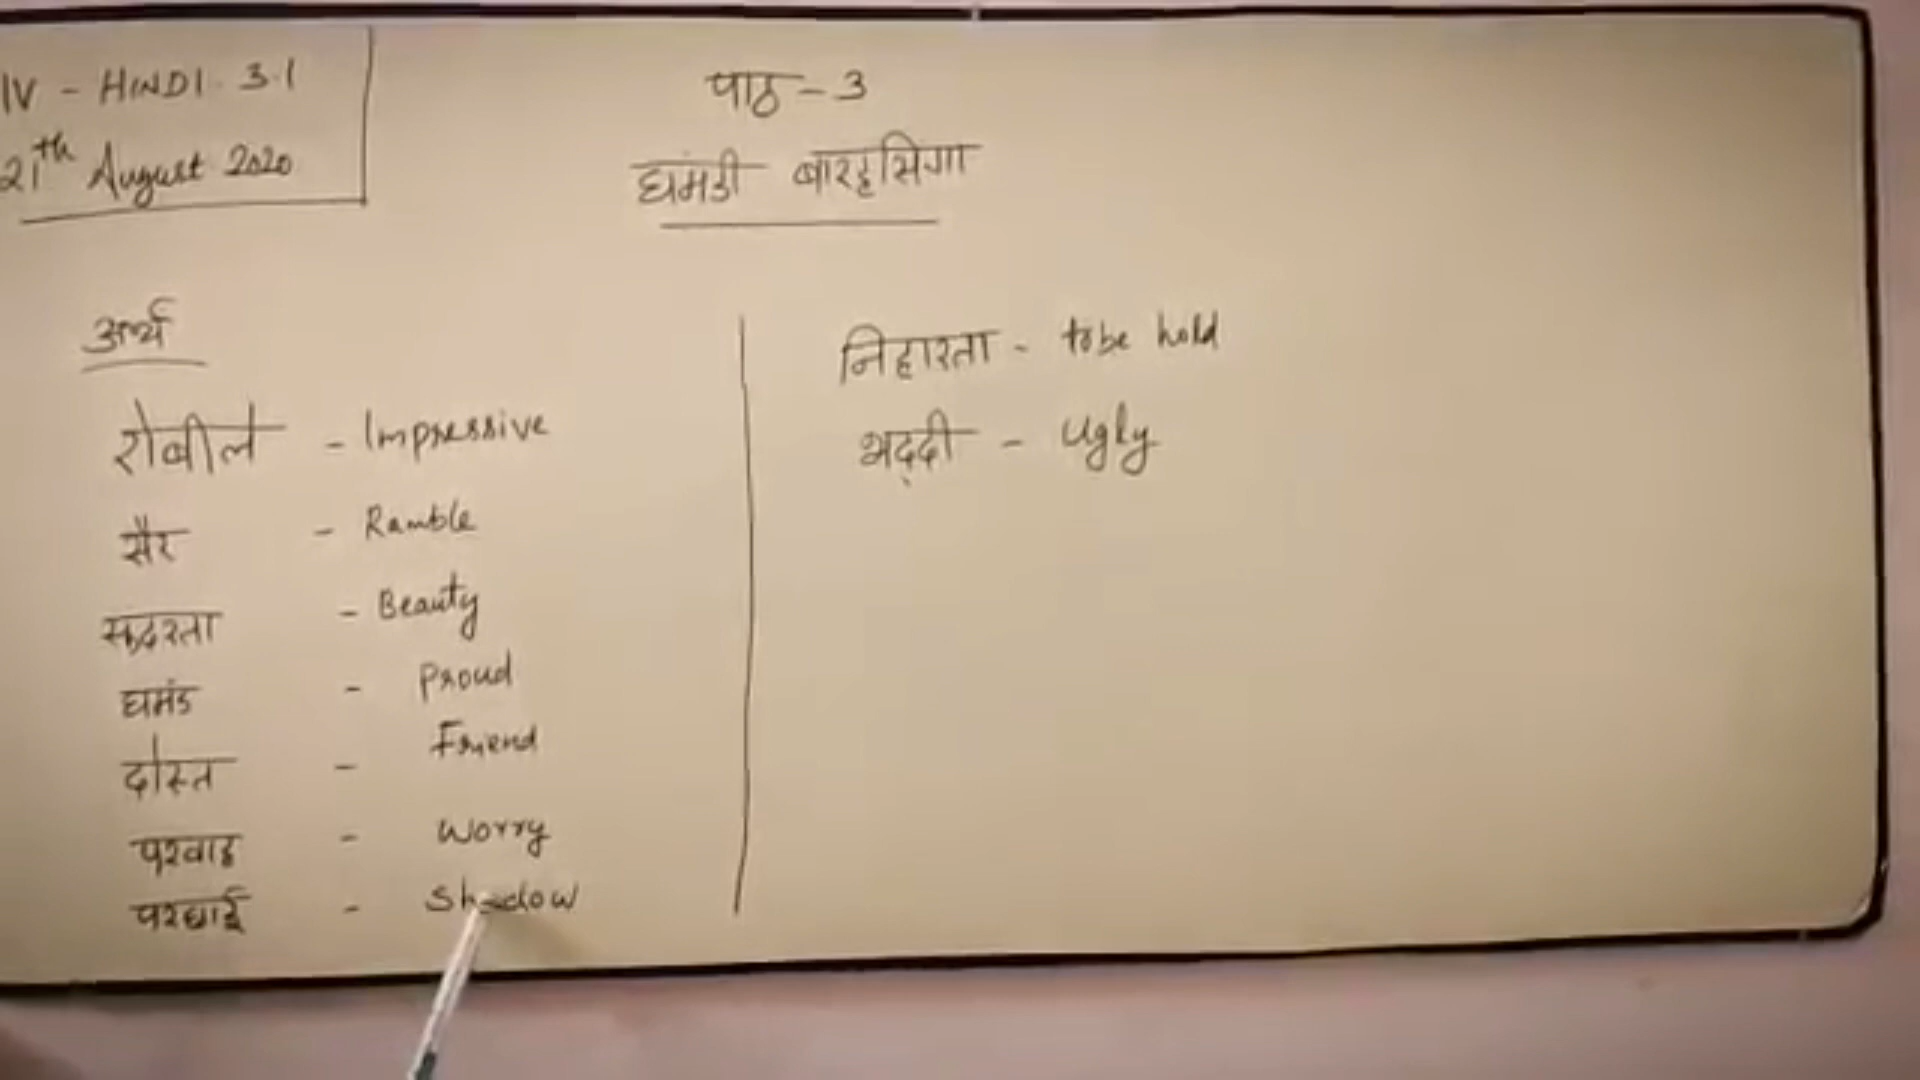 IV - HINDI 3.1
21th August 2020
पाठ - 3
घमंडी बारहसिंगा
अर्थ
रोबीले - Impressive
सैर - Ramble
सुन्दरता - Beauty
घमंड - Proud
दोस्त - Friend
परवाह - Worry
परछाई - Shadow
निहारता - to be hold
भद्दी - Ugly